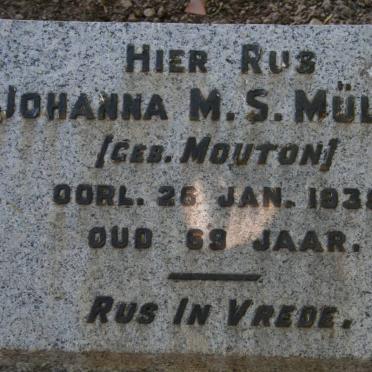 HIER RUS
JOHANNA M. S. MÜL
[GEB. MOUTON]
OORL. 26 JAN. 193
OUD 69 JAAR.
RUS IN VREDE.